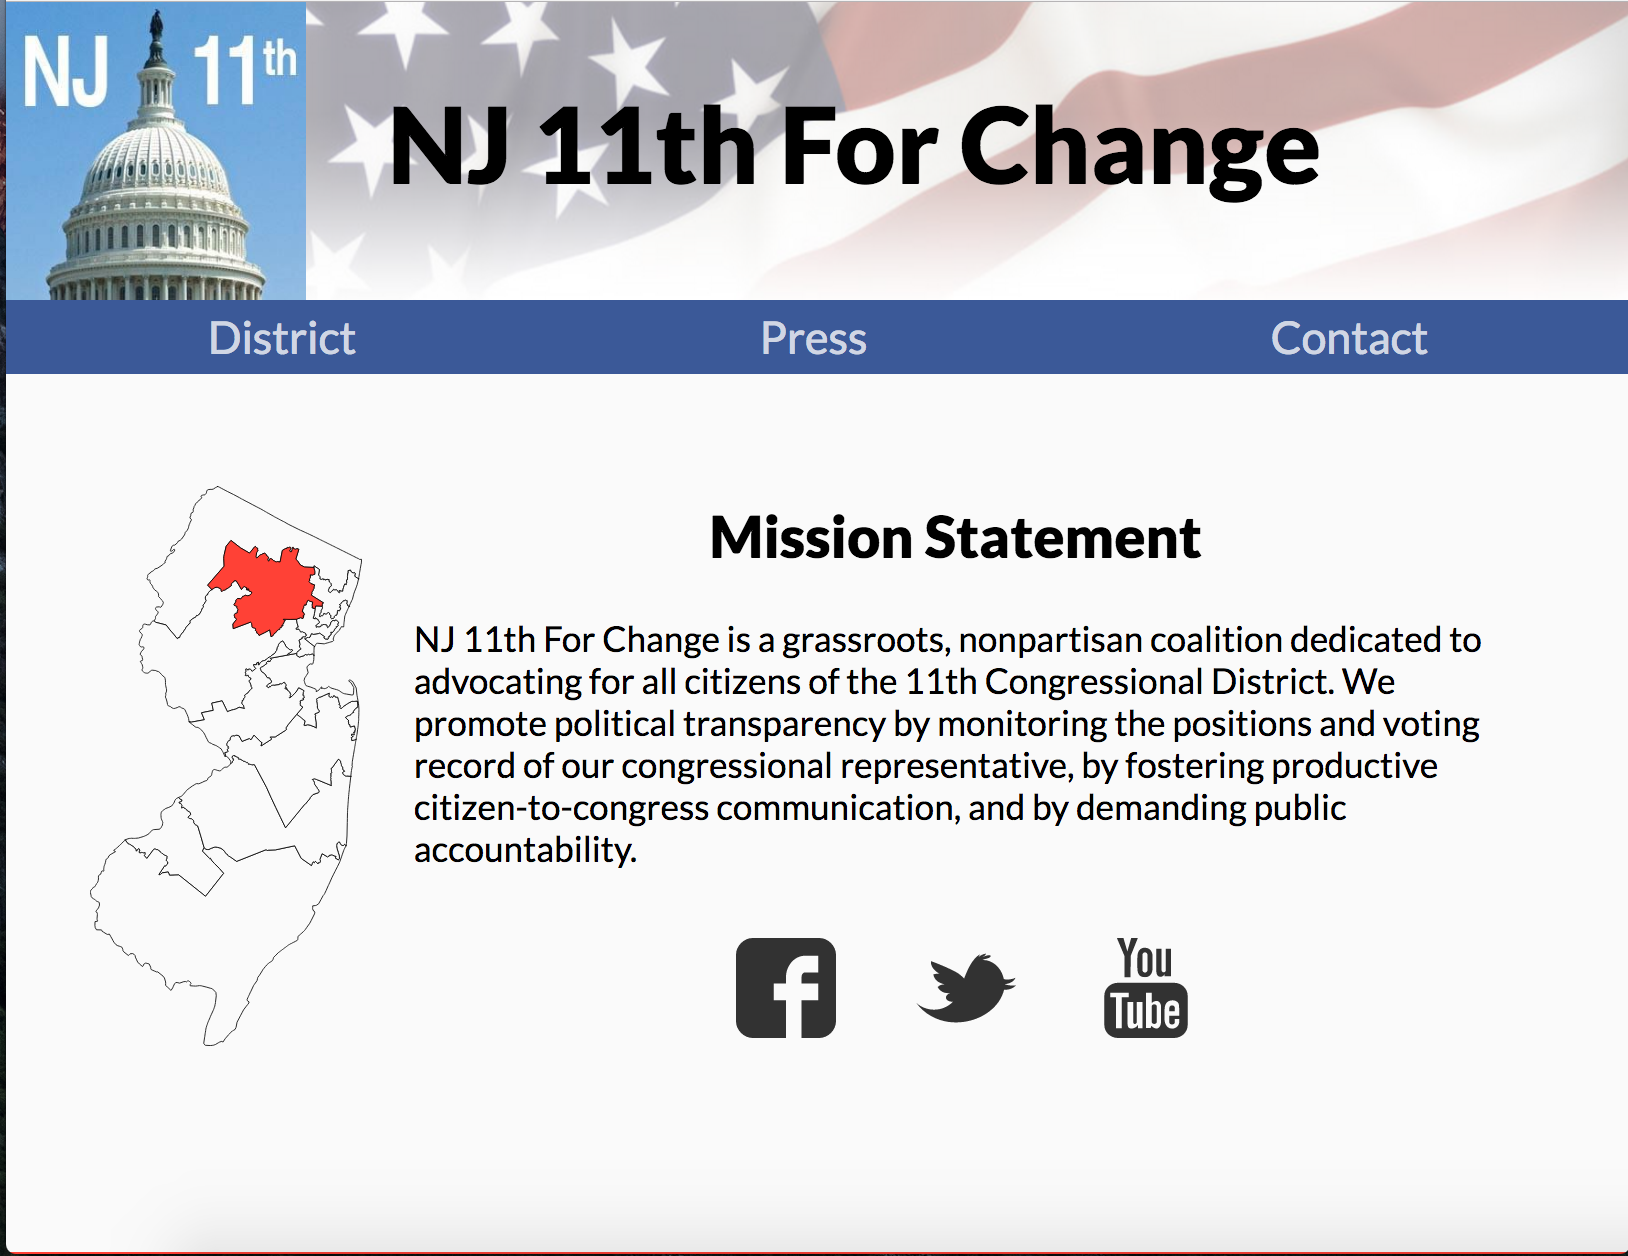 NJ 11th
NJ 11th For Change
District Press Contact
Mission Statement
NJ 11th For Change is a grassroots, nonpartisan coalition dedicated to
advocating for all citizens of the 11th Congressional District. We
promote political transparency by monitoring the positions and voting
record of our congressional representative, by fostering productive
citizen-to-congress communication, and by demanding public
accountability.
f
You
Tube